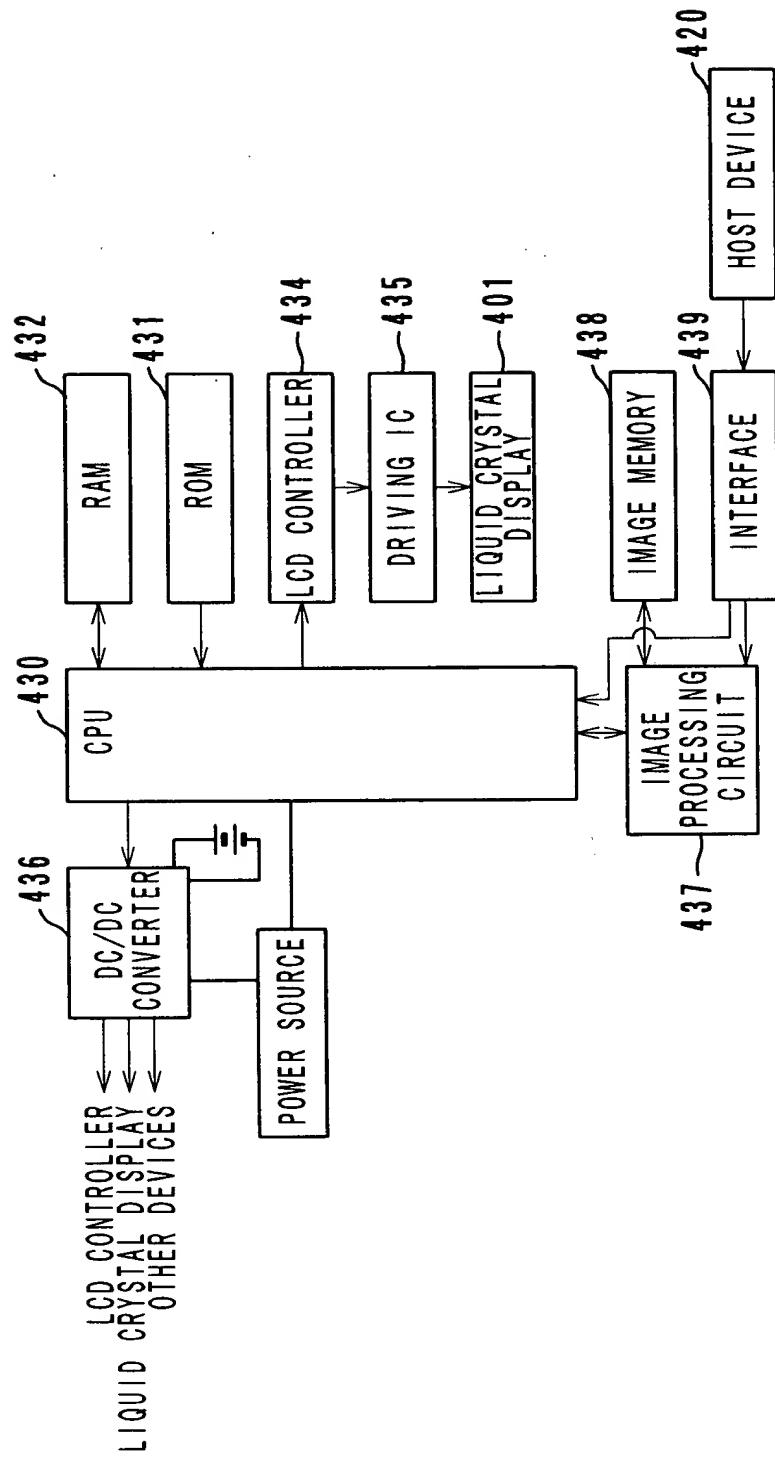 436
DC/DC
CONVERTER
LCD CONTROLLER
LIQUID CRYSTAL DISPLAY
OTHER DEVICES
POWER SOURCE
430
CPU
432
RAM
431
ROM
434
LCD CONTROLLER
435
DRIVING IC
401
LIQUID CRYSTAL
DISPLAY
438
IMAGE MEMORY
439
INTERFACE
420
HOST DEVICE
437
IMAGE
PROCESSING
CIRCUIT